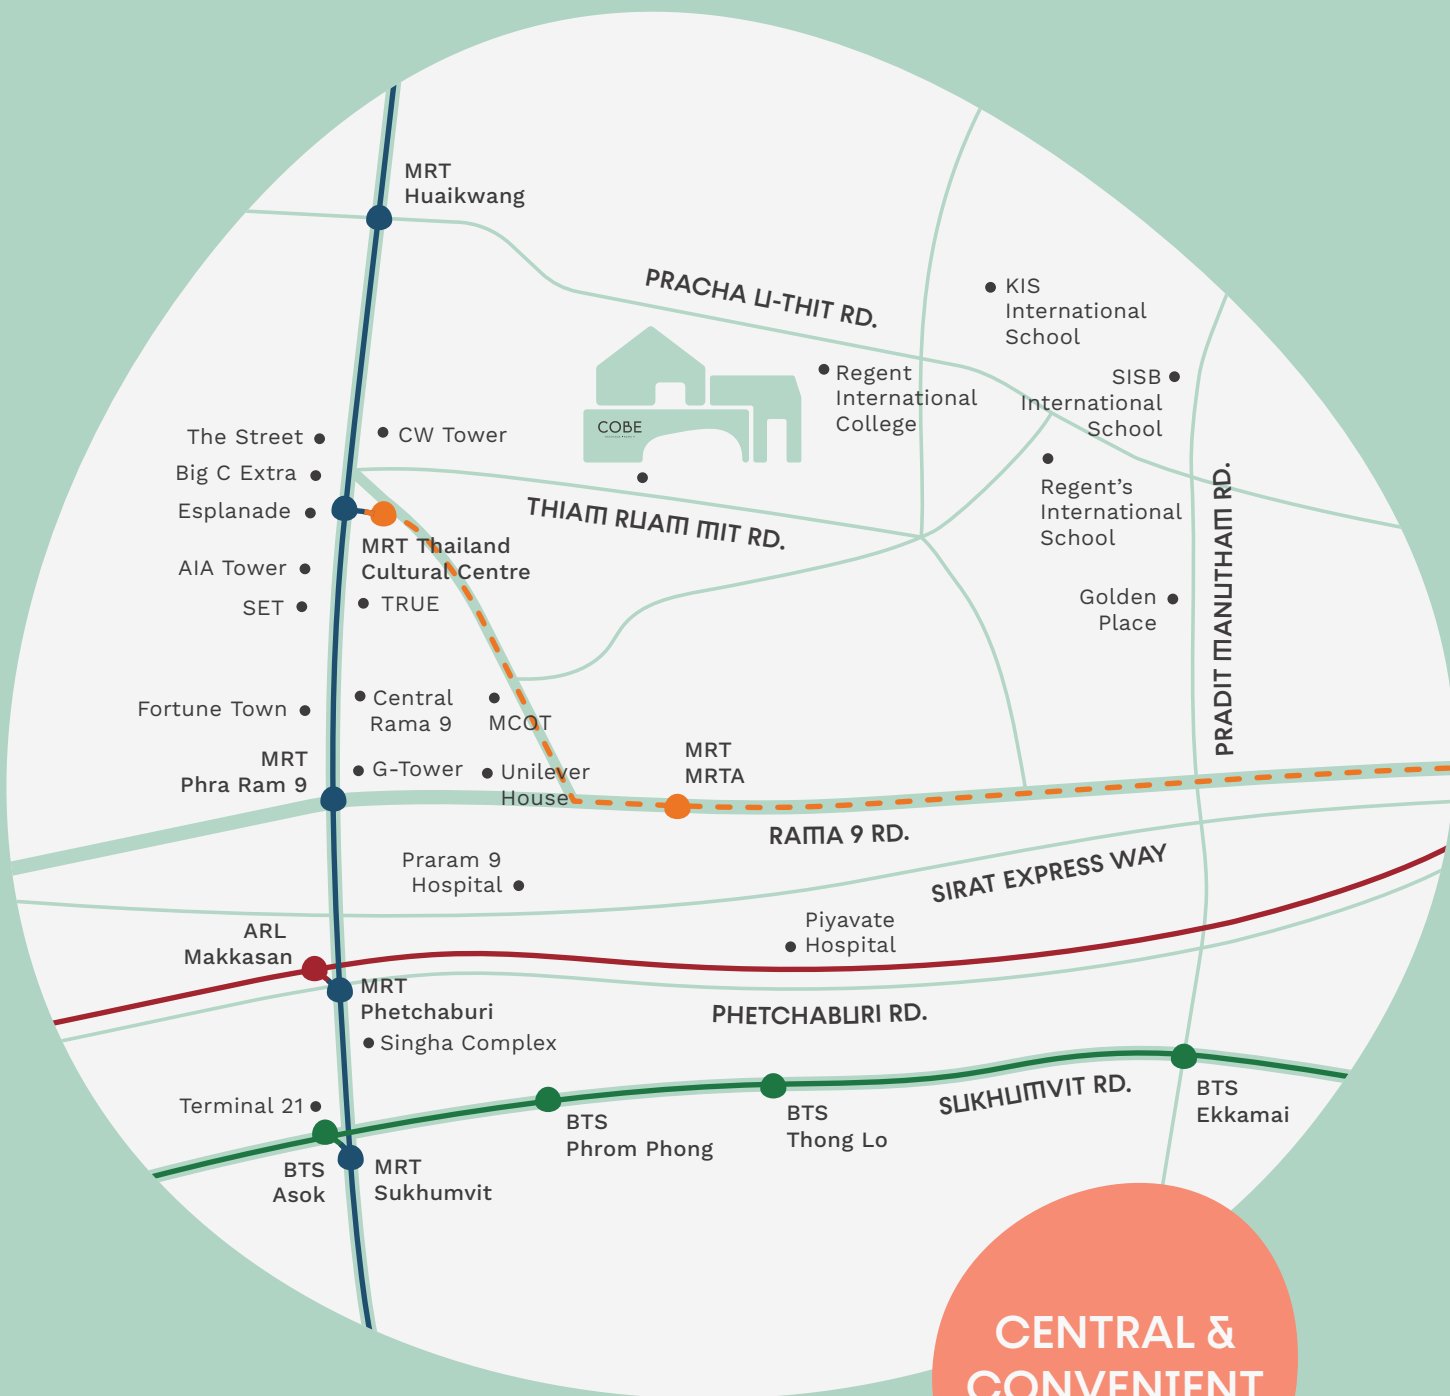 MRT
Huaikwang
PRACHA U-THIT RD.
KIS
International
School
Regent
International
College
SISB
International
School
COBE
The Street
CW Tower
Big C Extra
Esplanade
Regent's
International
School
THIAM RUAM MIT RD.
PRADIT MANUTHAM RD.
MRT Thailand
Cultural Centre
AIA Tower
SET
TRUE
Golden
Place
Fortune Town
Central
Rama 9
MCOT
MRT
Phra Ram 9
G-Tower
Unilever
House
MRT
MRTA
RAMA 9 RD.
Praram 9
Hospital
SIRAT EXPRESS WAY
ARL
Makkasan
Piyavate
Hospital
MRT
Phetchaburi
PHETCHABURI RD.
Singha Complex
Terminal 21
BTS
Asok
MRT
Sukhumvit
BTS
Phrom Phong
BTS
Thong Lo
SUKHUMVIT RD.
BTS
Ekkamai
CENTRAL &
CONVENIENT